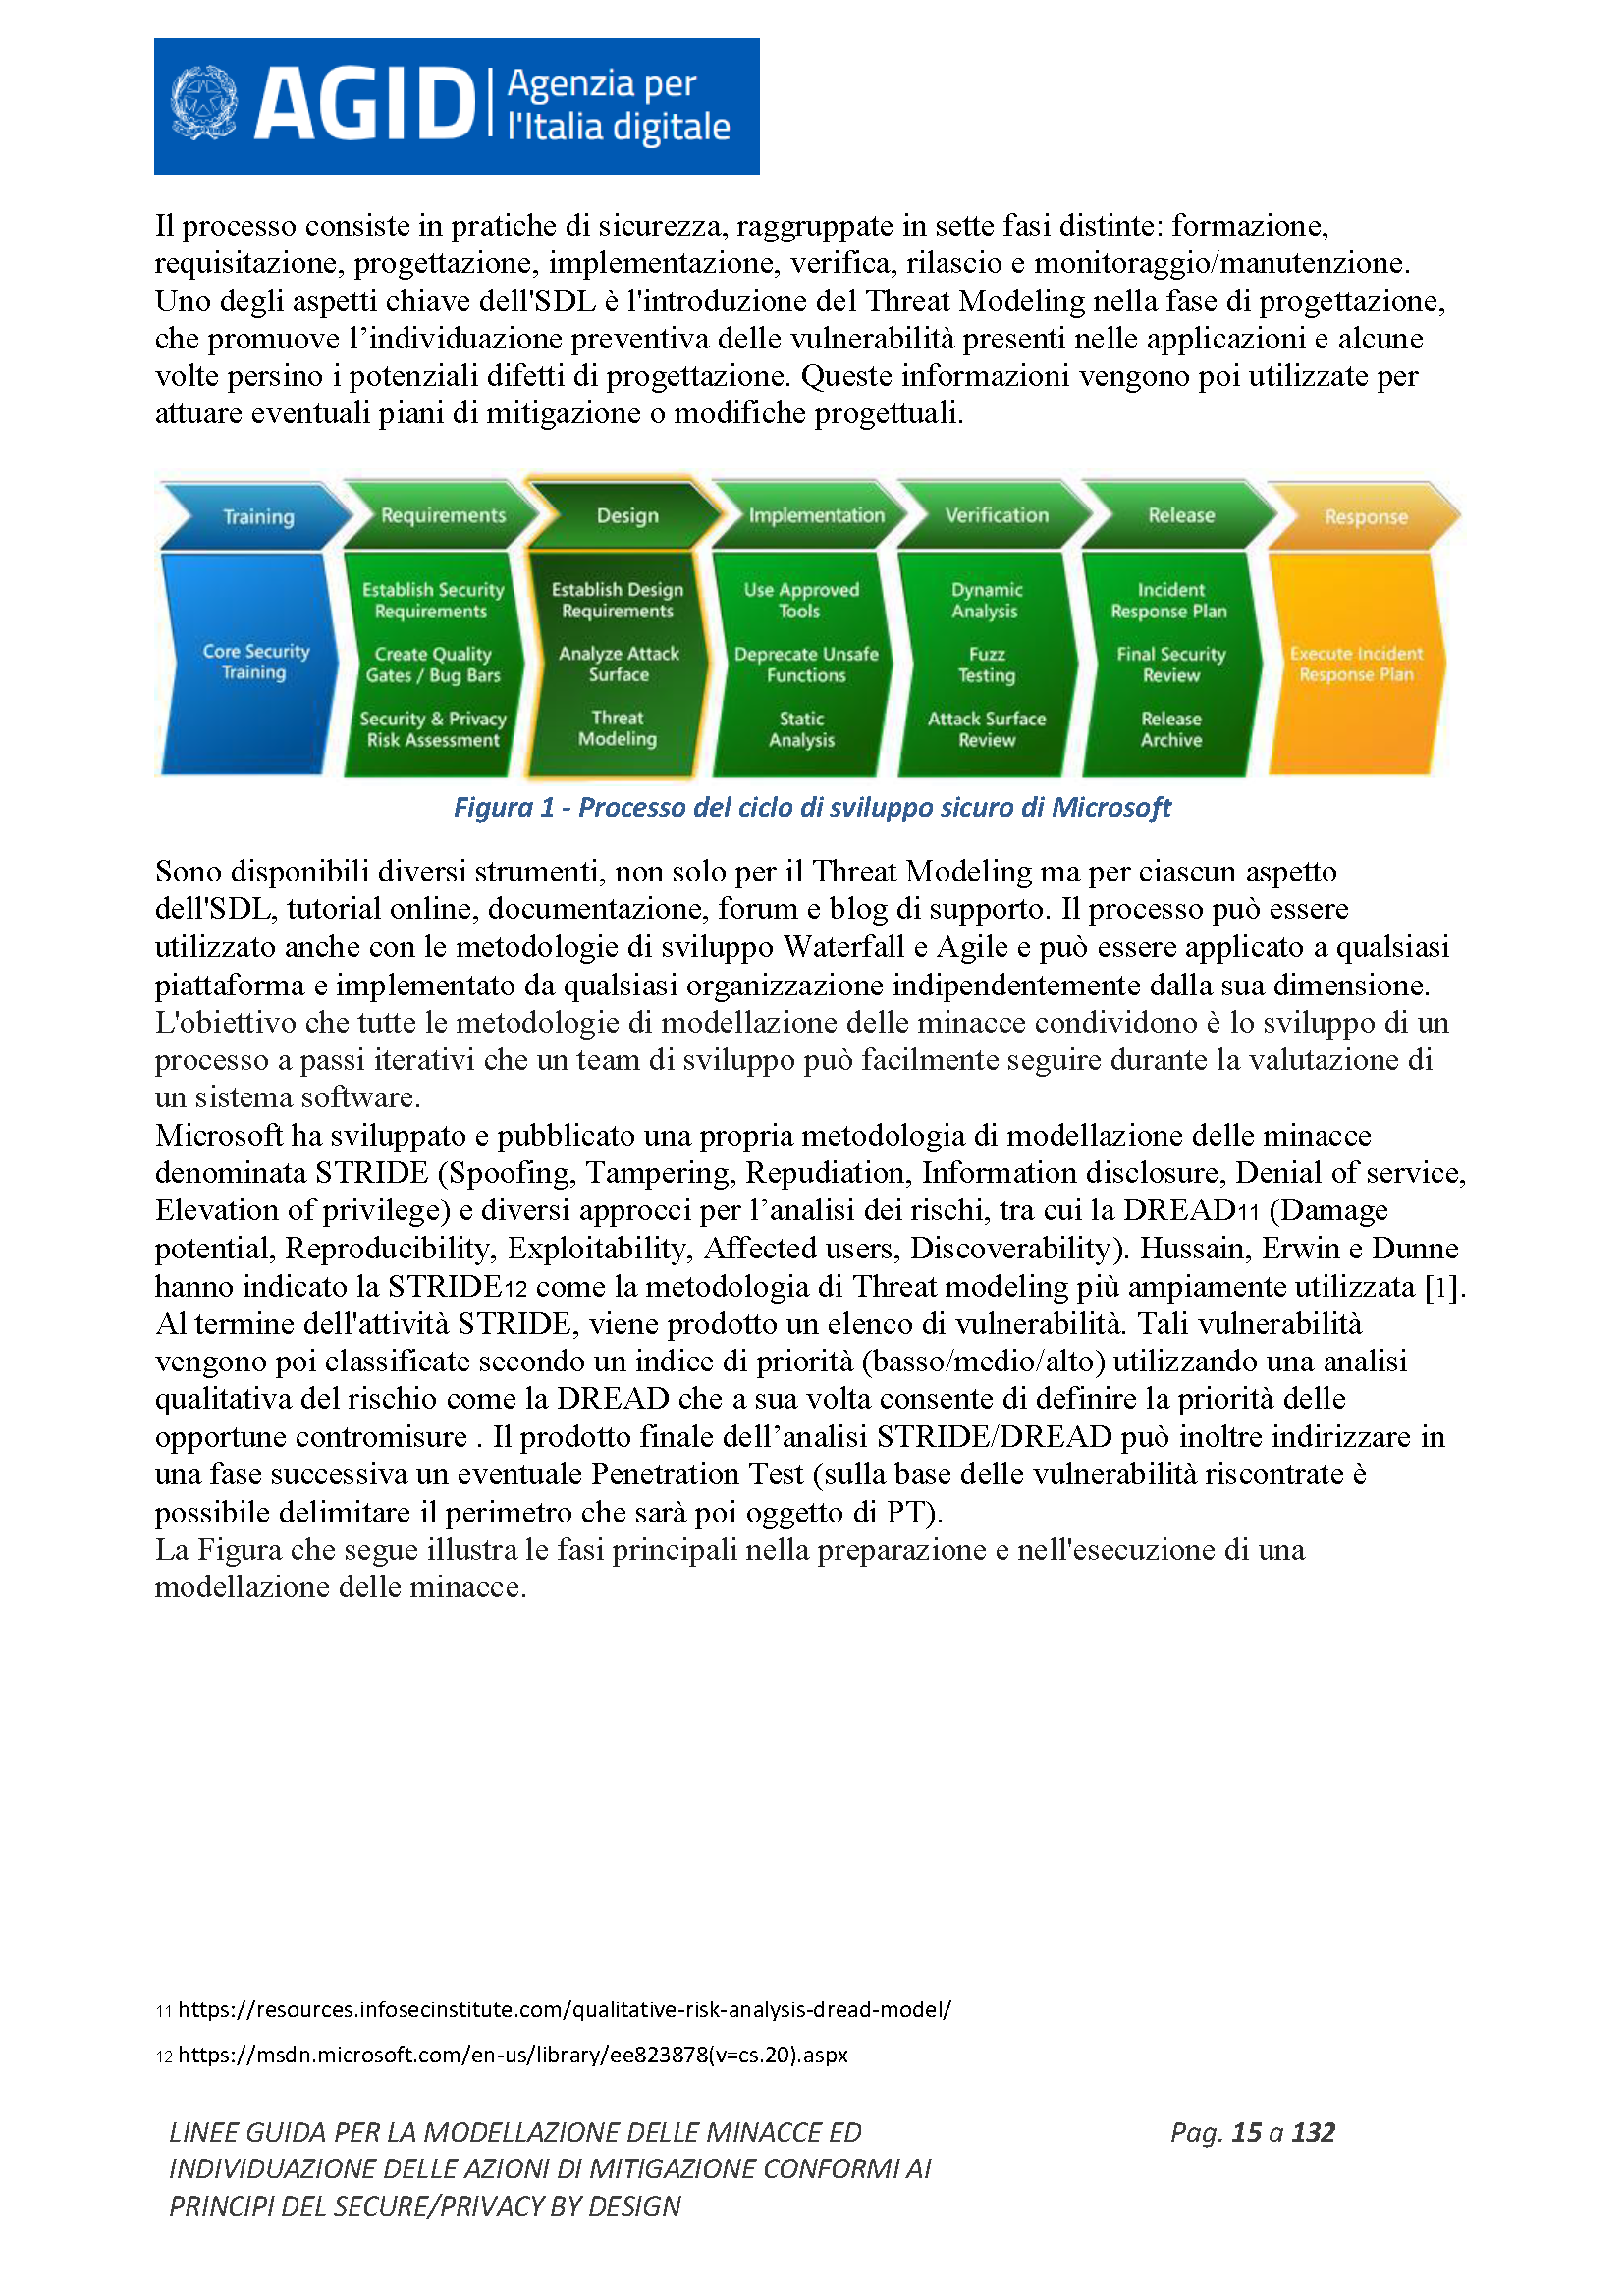 AGID Agenzia per
l'Italia digitale
Il processo consiste in pratiche di sicurezza, raggruppate in sette fasi distinte: formazione,
requisitazione, progettazione, implementazione, verifica, rilascio e monitoraggio/manutenzione.
Uno degli aspetti chiave dell'SDL è l'introduzione del Threat Modeling nella fase di progettazione,
che promuove l’individuazione preventiva delle vulnerabilità presenti nelle applicazioni e alcune
volte persino i potenziali difetti di progettazione. Queste informazioni vengono poi utilizzate per
attuare eventuali piani di mitigazione o modifiche progettuali.
Training
Core Security
Training
Requirements
Establish Security
Requirements
Create Quality
Gates / Bug Bars
Security & Privacy
Risk Assessment
Design
Establish Design
Requirements
Analyze Attack
Surface
Threat
Modeling
Implementation
Use Approved
Tools
Deprecate Unsafe
Functions
Static
Analysis
Verification
Dynamic
Analysis
Fuzz
Testing
Attack Surface
Review
Release
Incident
Response Plan
Final Security
Review
Release
Archive
Response
Execute Incident
Response Plan
Figura 1 - Processo del ciclo di sviluppo sicuro di Microsoft
Sono disponibili diversi strumenti, non solo per il Threat Modeling ma per ciascun aspetto
dell'SDL, tutorial online, documentazione, forum e blog di supporto. Il processo può essere
utilizzato anche con le metodologie di sviluppo Waterfall e Agile e può essere applicato a qualsiasi
piattaforma e implementato da qualsiasi organizzazione indipendentemente dalla sua dimensione.
L'obiettivo che tutte le metodologie di modellazione delle minacce condividono è lo sviluppo di un
processo a passi iterativi che un team di sviluppo può facilmente seguire durante la valutazione di
un sistema software.
Microsoft ha sviluppato e pubblicato una propria metodologia di modellazione delle minacce
denominata STRIDE (Spoofing, Tampering, Repudiation, Information disclosure, Denial of service,
Elevation of privilege) e diversi approcci per l’analisi dei rischi, tra cui la DREAD11 (Damage
potential, Reproducibility, Exploitability, Affected users, Discoverability). Hussain, Erwin e Dunne
hanno indicato la STRIDE12 come la metodologia di Threat modeling più ampiamente utilizzata [1].
Al termine dell'attività STRIDE, viene prodotto un elenco di vulnerabilità. Tali vulnerabilità
vengono poi classificate secondo un indice di priorità (basso/medio/alto) utilizzando una analisi
qualitativa del rischio come la DREAD che a sua volta consente di definire la priorità delle
opportune contromisure . Il prodotto finale dell’analisi STRIDE/DREAD può inoltre indirizzare in
una fase successiva un eventuale Penetration Test (sulla base delle vulnerabilità riscontrate è
possibile delimitare il perimetro che sarà poi oggetto di PT).
La Figura che segue illustra le fasi principali nella preparazione e nell'esecuzione di una
modellazione delle minacce.
11 https://resources.infosecinstitute.com/qualitative-risk-analysis-dread-model/
12 https://msdn.microsoft.com/en-us/library/ee823878(v=cs.20).aspx
LINEE GUIDA PER LA MODELLAZIONE DELLE MINACCE ED
INDIVIDUAZIONE DELLE AZIONI DI MITIGAZIONE CONFORMI AI
PRINCIPI DEL SECURE/PRIVACY BY DESIGN
Pag. 15 a 132